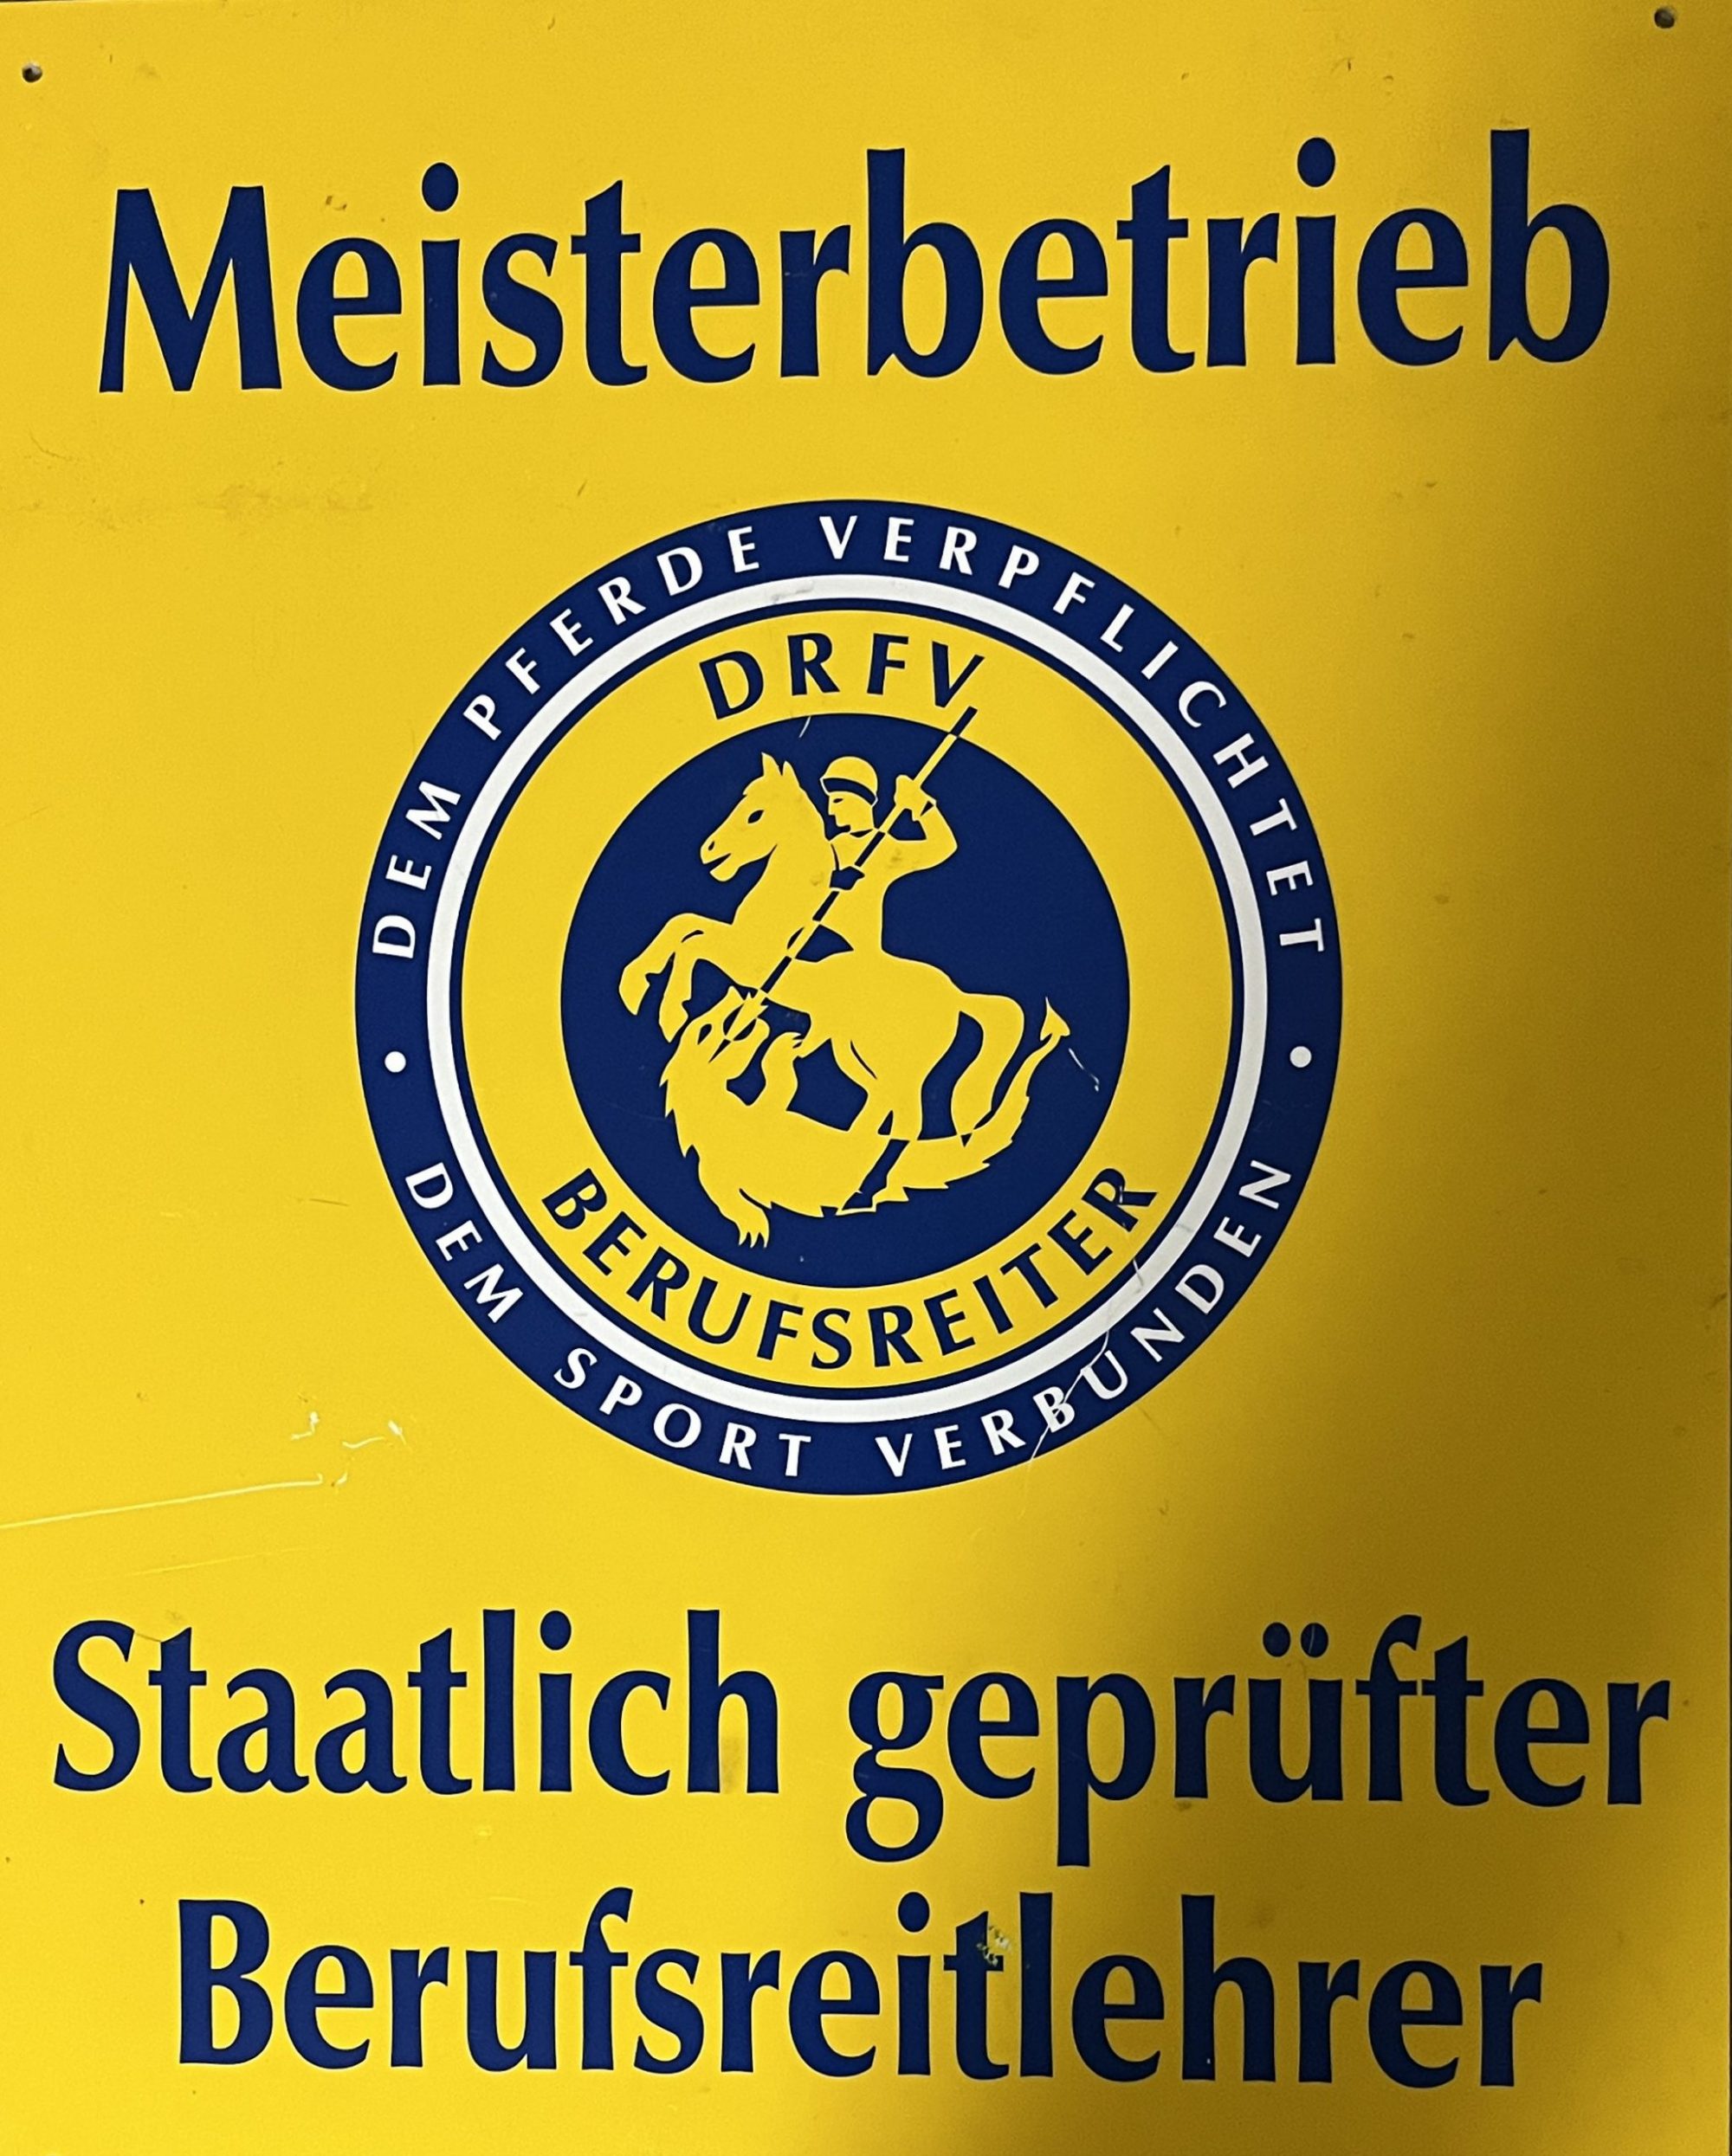 Meisterbetrieb
DEM PFERDE VERPFLICHTET
DRFV
BERUFSREITER
• DEM SPORT VERBUNDEN •
Staatlich geprüfter
Berufsreitlehrer